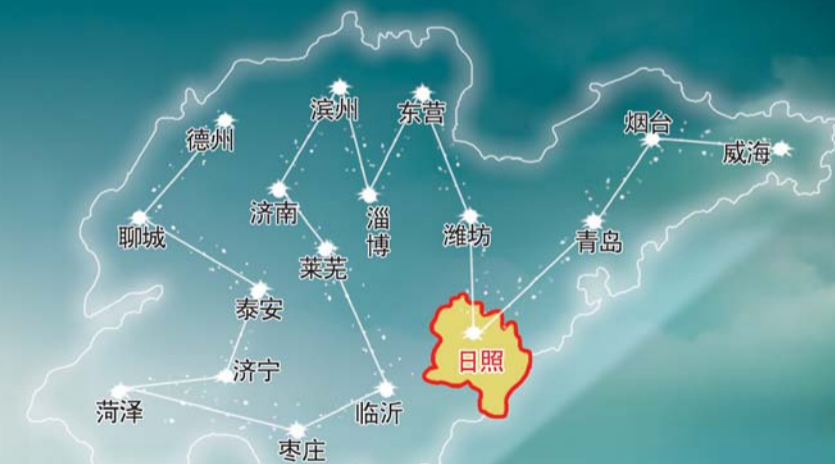 滨州
东营
德州
烟台
威海
济南
淄
博
聊城
潍坊
青岛
莱芜
泰安
日照
济宁
菏泽
临沂
枣庄